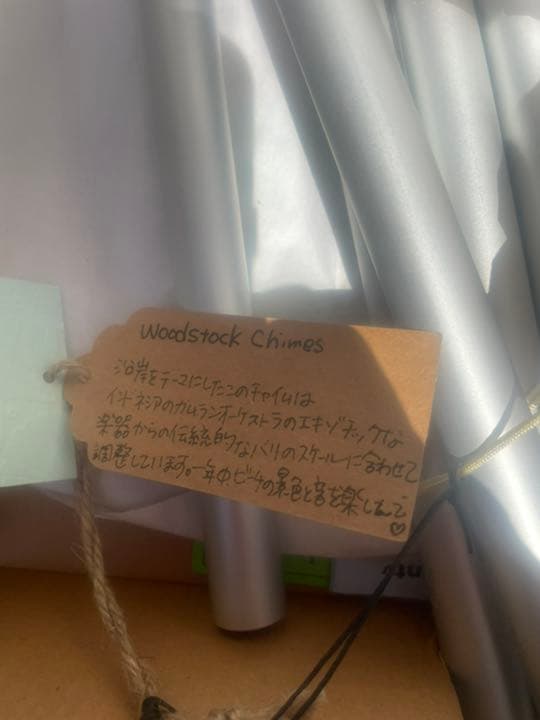 Woodstock Chimes
沿岸をテーマにしたこのチャイムは
インドネシアのガムランオーケストラのエキゾチックな
楽器からの伝統的なバリのスケールに合わせて
調整しています。一年中ビーチの景色と音を楽しんで♡